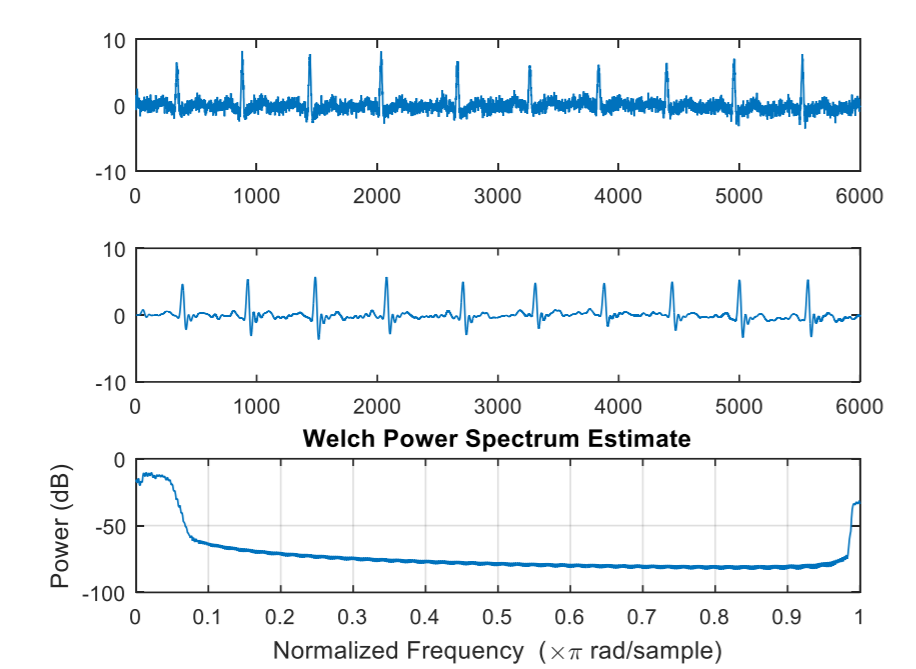 10
0
-10
0 1000 2000 3000 4000 5000 6000
10
0
-10
0 1000 2000 3000 4000 5000 6000
Welch Power Spectrum Estimate
Power (dB)
0
-50
-100
0 0.1 0.2 0.3 0.4 0.5 0.6 0.7 0.8 0.9 1
Normalized Frequency (×π rad/sample)